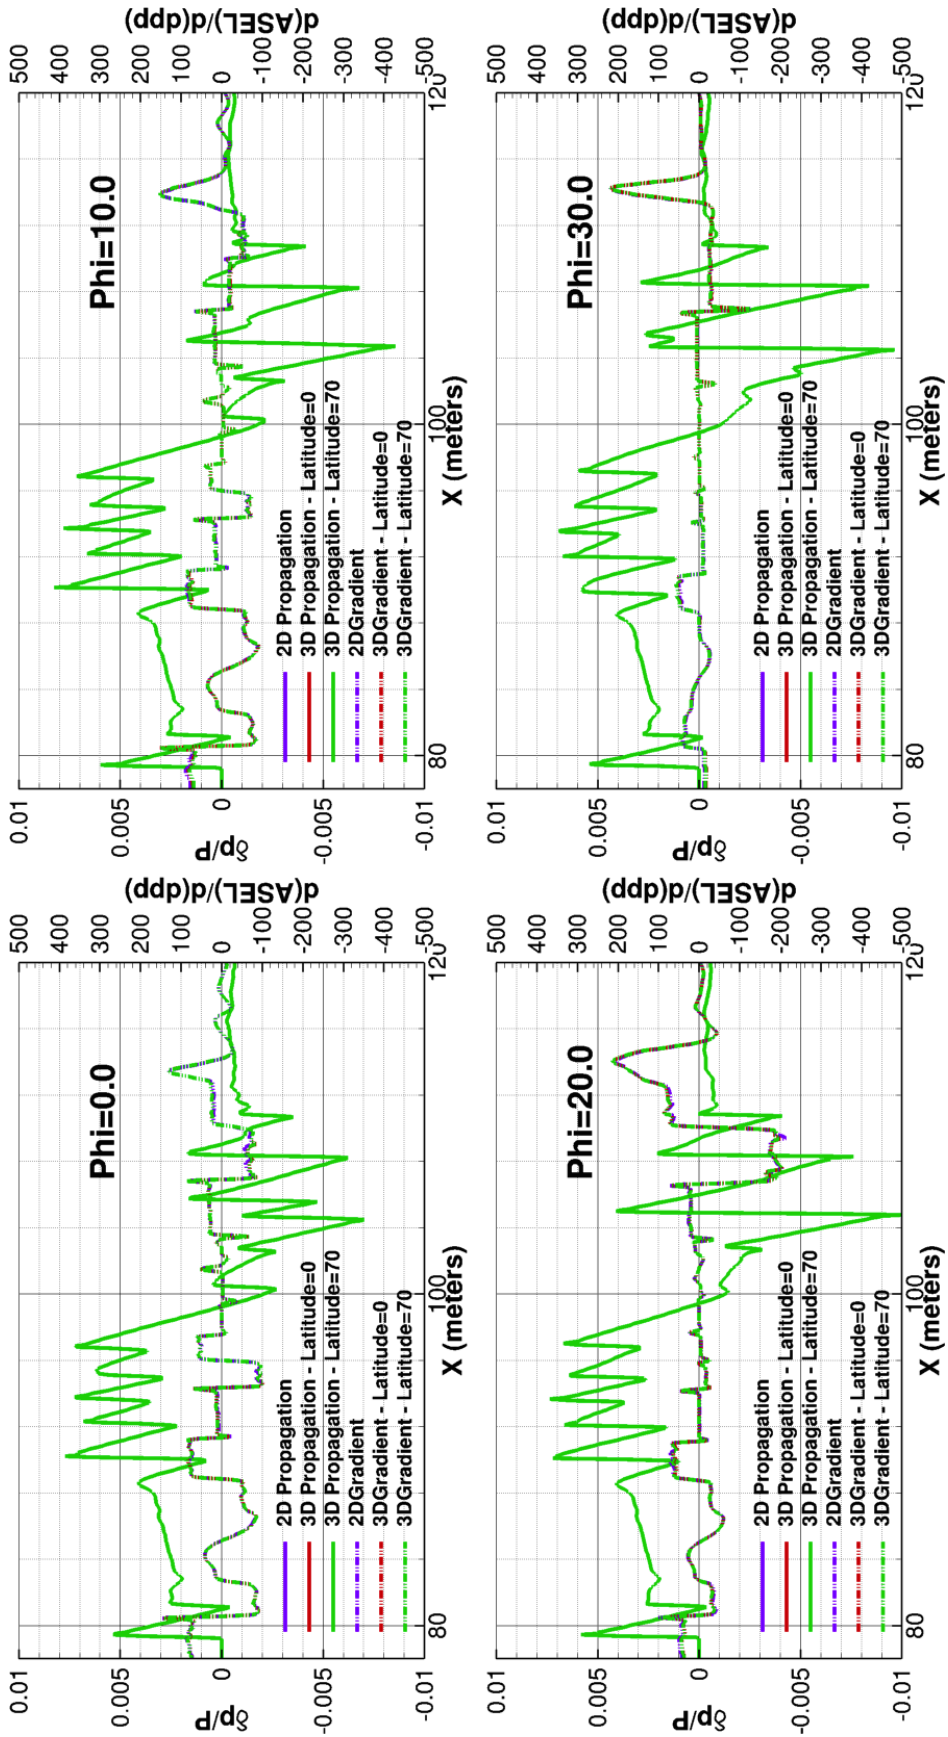 Phi=0.0
δp/P
d(ASEL)/d(dpp)
X (meters)
0.01
0.005
0
-0.005
-0.01
500
400
300
200
100
0
-100
-200
-300
-400
-500
80
100
120
2D Propagation
3D Propagation - Latitude=0
3D Propagation - Latitude=70
2DGradient
3DGradient - Latitude=0
3DGradient - Latitude=70
Phi=10.0
δp/P
d(ASEL)/d(dpp)
X (meters)
0.01
0.005
0
-0.005
-0.01
500
400
300
200
100
0
-100
-200
-300
-400
-500
80
100
120
2D Propagation
3D Propagation - Latitude=0
3D Propagation - Latitude=70
2DGradient
3DGradient - Latitude=0
3DGradient - Latitude=70
Phi=20.0
δp/P
d(ASEL)/d(dpp)
X (meters)
0.01
0.005
0
-0.005
-0.01
500
400
300
200
100
0
-100
-200
-300
-400
-500
80
100
120
2D Propagation
3D Propagation - Latitude=0
3D Propagation - Latitude=70
2DGradient
3DGradient - Latitude=0
3DGradient - Latitude=70
Phi=30.0
δp/P
d(ASEL)/d(dpp)
X (meters)
0.01
0.005
0
-0.005
-0.01
500
400
300
200
100
0
-100
-200
-300
-400
-500
80
100
120
2D Propagation
3D Propagation - Latitude=0
3D Propagation - Latitude=70
2DGradient
3DGradient - Latitude=0
3DGradient - Latitude=70